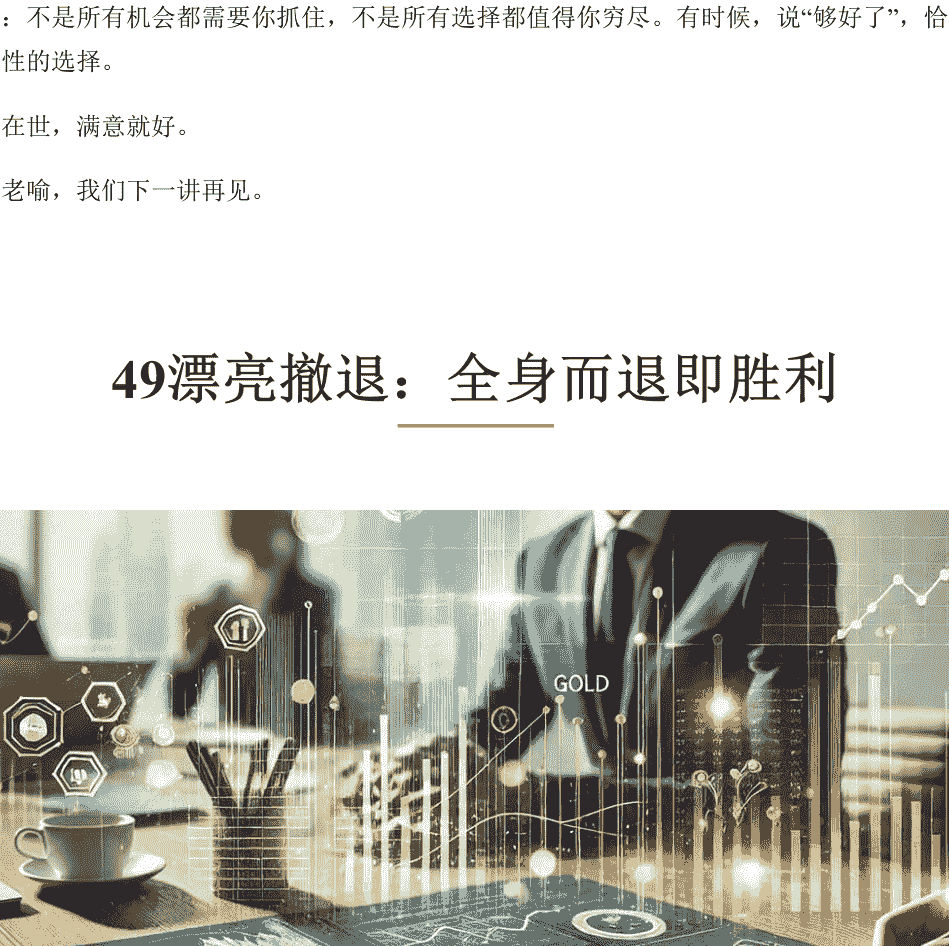 ：不是所有机会都需要你抓住，不是所有选择都值得你穷尽。有时候，说“够好了”，恰
性的选择。
在世，满意就好。
老喻，我们下一讲再见。
49漂亮撤退：全身而退即胜利
GOLD